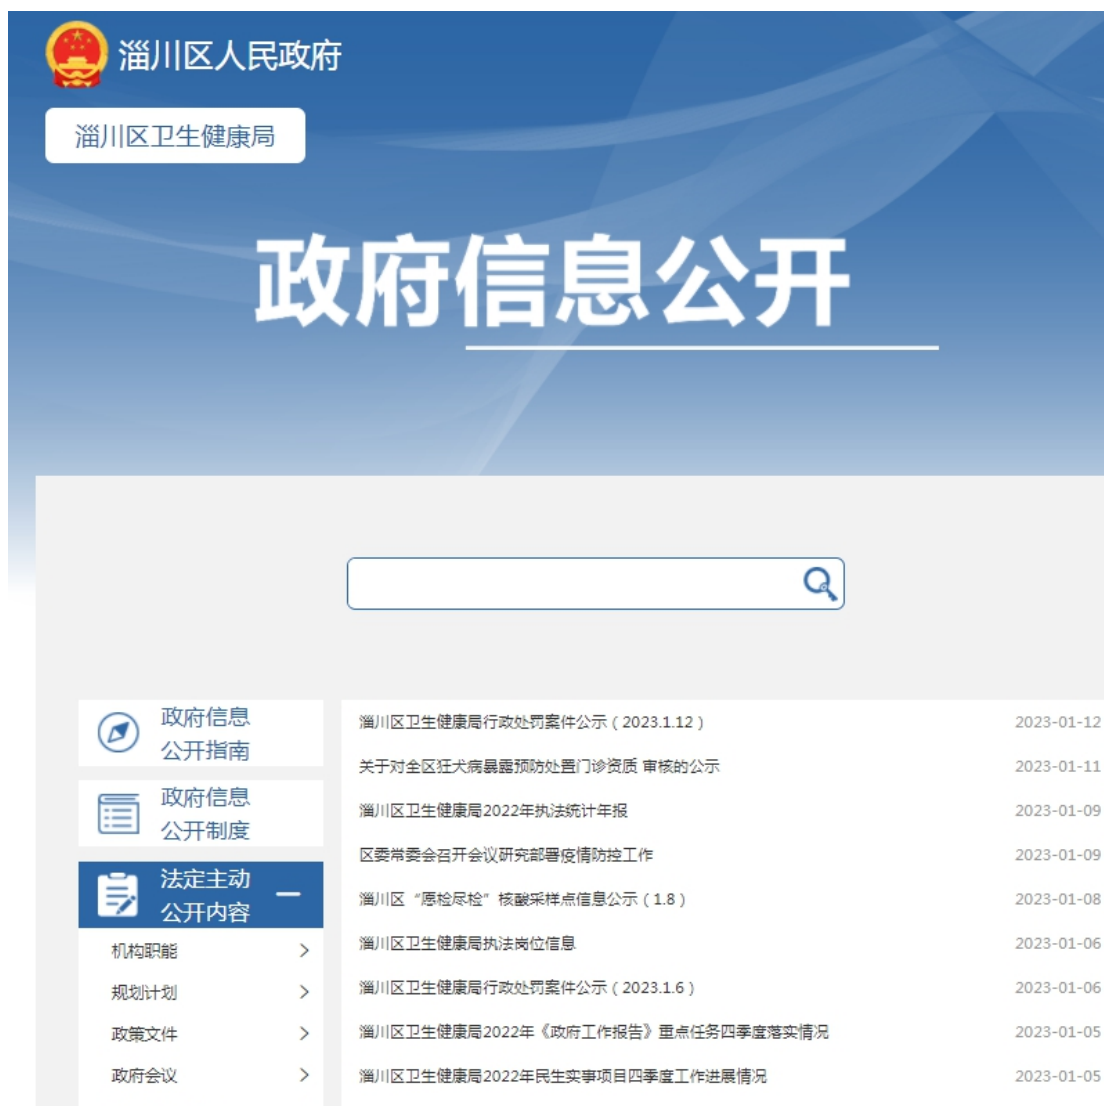 淄川区人民政府
淄川区卫生健康局
政府信息公开
政府信息
公开指南
政府信息
公开制度
法定主动
公开内容
机构职能
规划计划
政策文件
政府会议
淄川区卫生健康局行政处罚案件公示（2023.1.12） 2023-01-12
关于对全区狂犬病暴露预防处置门诊资质 审核的公示 2023-01-11
淄川区卫生健康局2022年执法统计年报 2023-01-09
区委常委会召开会议研究部署疫情防控工作 2023-01-09
淄川区“愿检尽检”核酸采样点信息公示（1.8） 2023-01-08
淄川区卫生健康局执法岗位信息 2023-01-06
淄川区卫生健康局行政处罚案件公示（2023.1.6） 2023-01-06
淄川区卫生健康局2022年《政府工作报告》重点任务四季度落实情况 2023-01-05
淄川区卫生健康局2022年民生实事项目四季度工作进展情况 2023-01-05